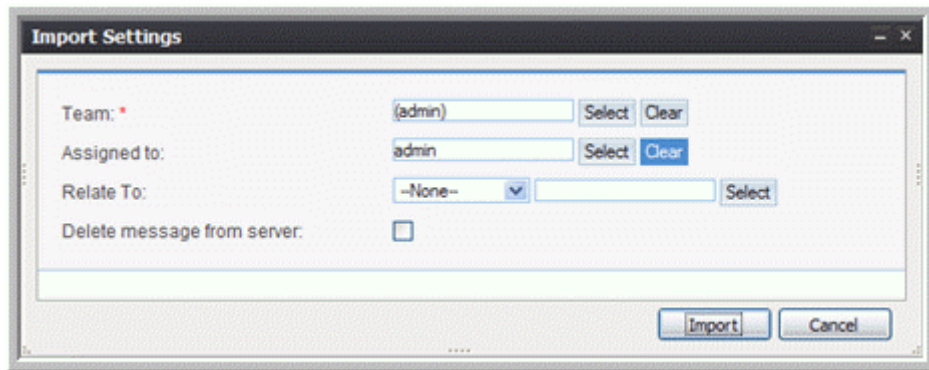 Import Settings
Team: * (admin) Select Clear
Assigned to: admin Select Clear
Relate To: --None-- Select
Delete message from server:
Import Cancel